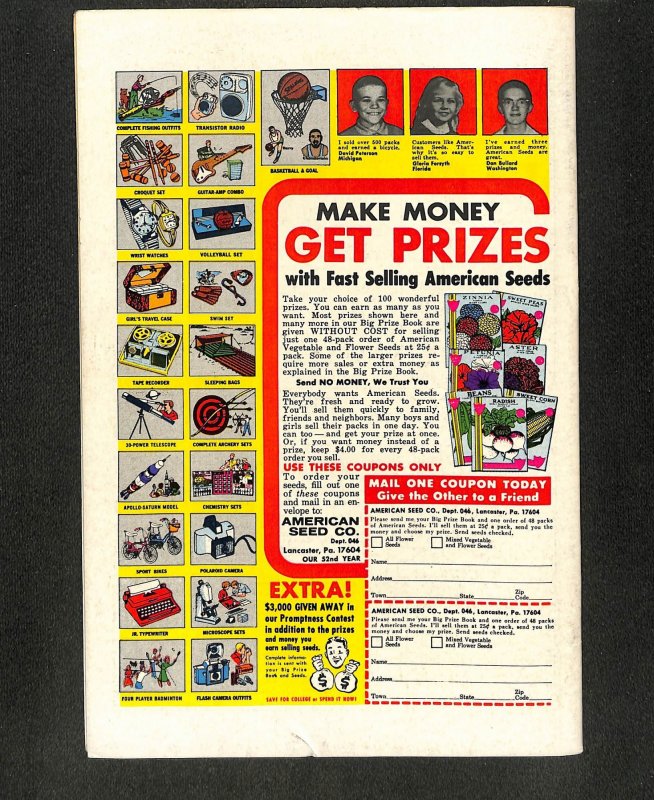 COMPLETE FISHING OUTFITS
TRANSISTOR RADIO
BASKETBALL & GOAL
CROQUET SET
GUITAR-AMP COMBO
WRIST WATCHES
VOLLEYBALL SET
GIRL'S TRAVEL CASE
SWIM SET
TAPE RECORDER
SLEEPING BAGS
30-POWER TELESCOPE
COMPLETE ARCHERY SETS
APOLLO-SATURN MODEL
CHEMISTRY SETS
SPORT BIKES
POLAROID CAMERA
JR. TYPEWRITER
MICROSCOPE SETS
FOUR PLAYER BADMINTON
FLASH CAMERA OUTFITS
I sold over 500 packs
and earned a bicycle.
David Peterson
Michigan
Customers like Amer-
ican Seeds. That's
why it's so easy to
sell them.
Gloria Forsyth
Florida
I've earned three
prizes and money.
American Seeds are
great.
Dan Bullard
Washington
MAKE MONEY
GET PRIZES
with Fast Selling American Seeds
Take your choice of 100 wonderful
prizes. You can earn as many as you
want. Most prizes shown here and
many more in our Big Prize Book are
given WITHOUT COST for selling
just one 48-pack order of American
Vegetable and Flower Seeds at 25¢ a
pack. Some of the larger prizes re-
quire more sales or extra money as
explained in the Big Prize Book.
Send NO MONEY, We Trust You
Everybody wants American Seeds.
They're fresh and ready to grow.
You'll sell them quickly to family,
friends and neighbors. Many boys and
girls sell their packs in one day. You
can too — and get your prize at once.
Or, if you want money instead of a
prize, keep $4.00 for every 48-pack
order you sell.
ZINNIA
SWEET PEAS
PETUNIA
ASTER
BEANS
RADISH
SWEET CORN
USE THESE COUPONS ONLY
To order your
seeds, fill out one
of these coupons
and mail in an en-
velope to:
AMERICAN
SEED CO.
Dept. 046
Lancaster, Pa. 17604
OUR 52nd YEAR
EXTRA!
$3,000 GIVEN AWAY in
our Promptness Contest
in addition to the prizes
and money you
earn selling seeds.
Complete informa-
tion is sent with
your Big Prize
Book and Seeds.
$ $
SAVE FOR COLLEGE or SPEND IT NOW!
MAIL ONE COUPON TODAY
Give the Other to a Friend
AMERICAN SEED CO., Dept. 046, Lancaster, Pa. 17604
Please send me your Big Prize Book and one order of 48 packs
of American Seeds. I'll sell them at 25¢ a pack, send you the
money and choose my prize. Send seeds checked.
All Flower
Seeds
Mixed Vegetable
and Flower Seeds
Name
Address
Town State Zip Code
AMERICAN SEED CO., Dept. 046, Lancaster, Pa. 17604
Please send me your Big Prize Book and one order of 48 packs
of American Seeds. I'll sell them at 25¢ a pack, send you the
money and choose my prize. Send seeds checked.
All Flower
Seeds
Mixed Vegetable
and Flower Seeds
Name
Address
Town State Zip Code